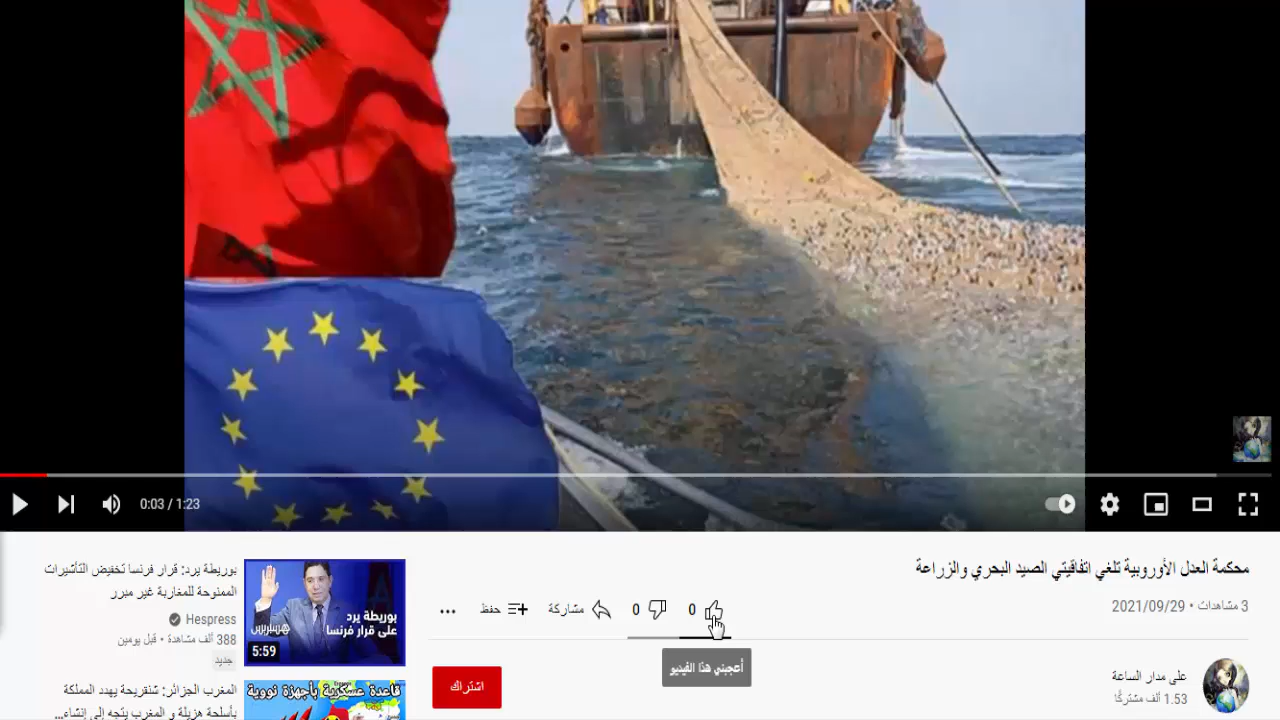 0:03 / 1:23
محكمة العدل الأوروبية تلغي اتفاقيتي الصيد البحري والزراعة
3 مشاهدات • 2021/09/29
0
0
مشاركة
حفظ
أعجبني هذا الفيديو
على مدار الساعة
1.53 ألف مشتركًا
اشتراك
بوريطة يرد
على قرار فرنسا
هسبريس
5:59
بوريطة يرد: قرار فرنسا تخفيض التأشيرات
الممنوحة للمغاربة غير مبرر
Hespress
388 ألف مشاهدة • قبل يومين
جديد
قاعدة عسكرية بأجهزة نووية
المغرب الجزائر: شنقريحة يهدد المملكة
بأسلحة هزيلة و المغرب يتجه إلى إنشاء...